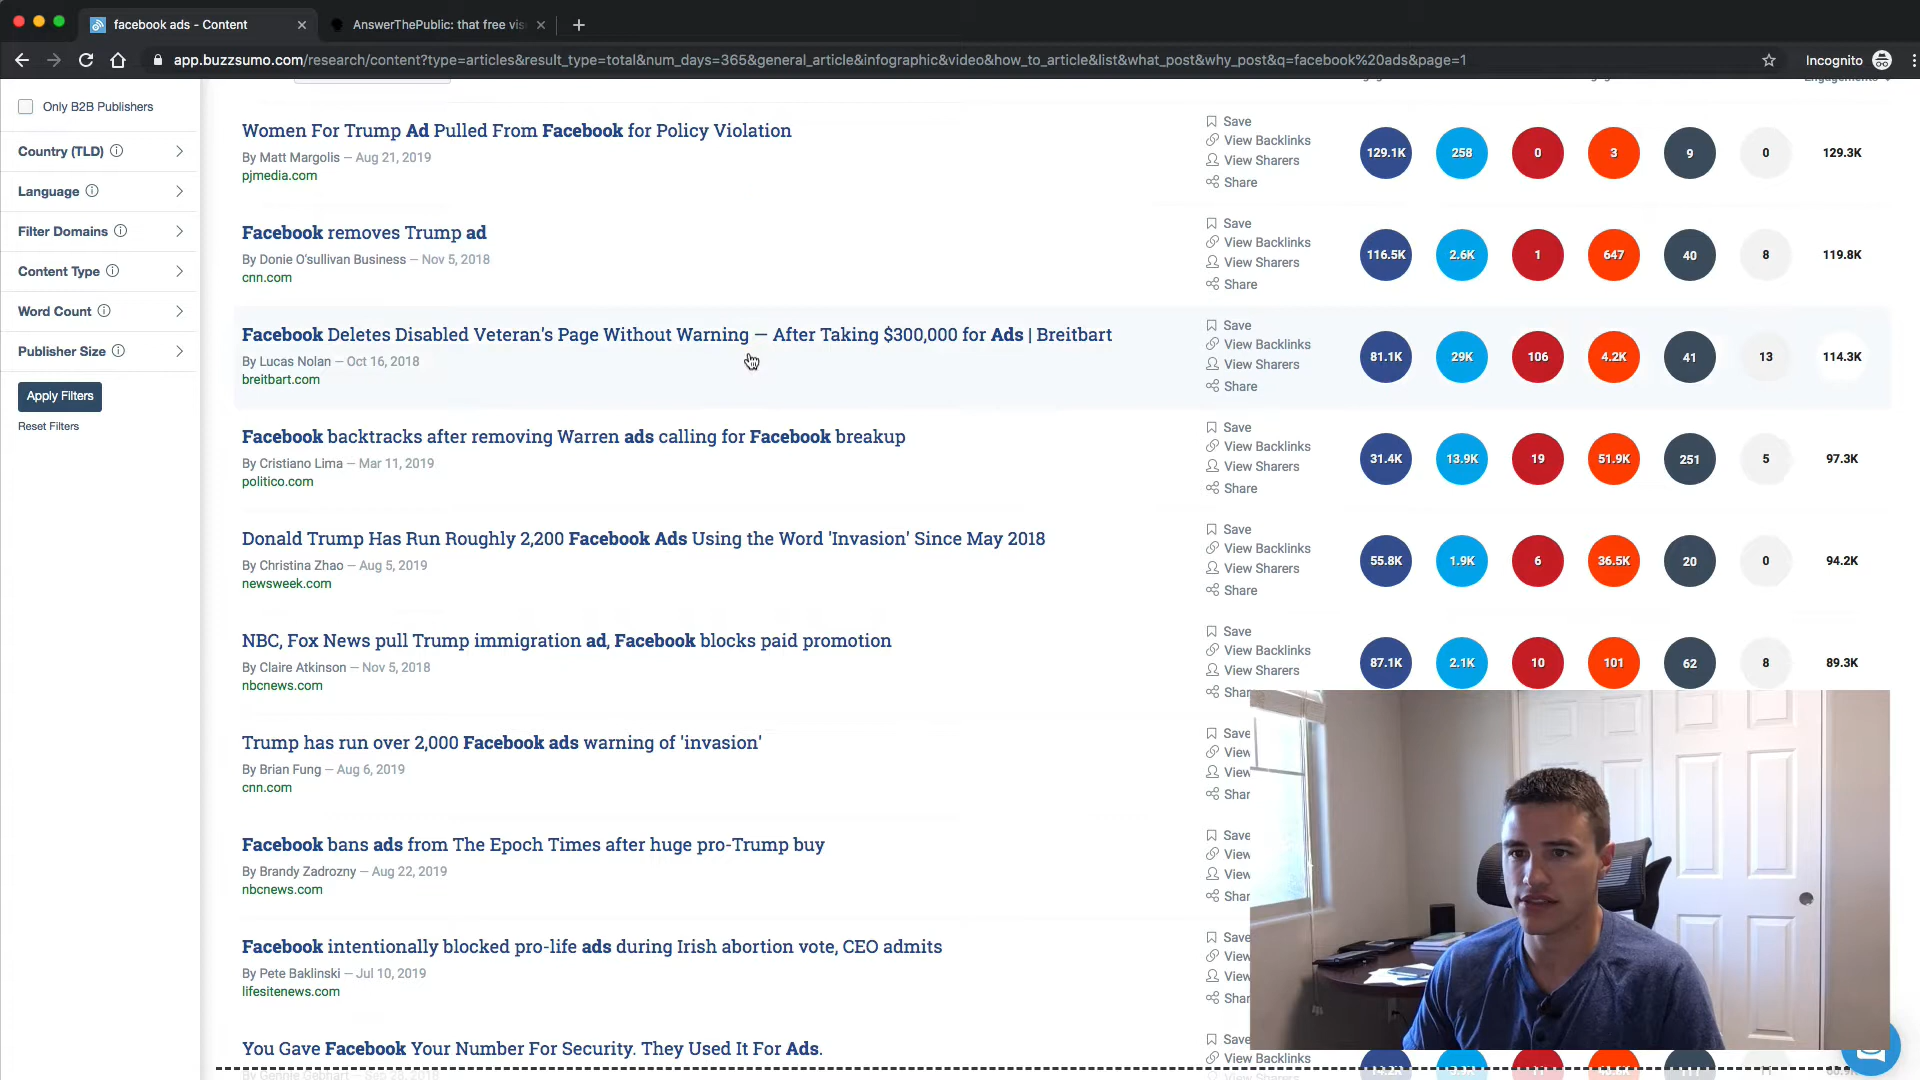 facebook ads - Content
AnswerThePublic: that free vis
app.buzzsumo.com/research/content?type=articles&result_type=total&num_days=365&general_article&infographic&video&how_to_article&list&what_post&why_post&q=facebook%20ads&page=1
Incognito
Only B2B Publishers
Country (TLD)
Language
Filter Domains
Content Type
Word Count
Publisher Size
Apply Filters
Reset Filters
Women For Trump Ad Pulled From Facebook for Policy Violation
By Matt Margolis – Aug 21, 2019
pjmedia.com
Save
View Backlinks
View Sharers
Share
129.1K 258 0 3 9 0 129.3K
Facebook removes Trump ad
By Donie O'sullivan Business – Nov 5, 2018
cnn.com
Save
View Backlinks
View Sharers
Share
116.5K 2.6K 1 647 40 8 119.8K
Facebook Deletes Disabled Veteran's Page Without Warning — After Taking $300,000 for Ads | Breitbart
By Lucas Nolan – Oct 16, 2018
breitbart.com
Save
View Backlinks
View Sharers
Share
81.1K 29K 106 4.2K 41 13 114.3K
Facebook backtracks after removing Warren ads calling for Facebook breakup
By Cristiano Lima – Mar 11, 2019
politico.com
Save
View Backlinks
View Sharers
Share
31.4K 13.9K 19 51.9K 251 5 97.3K
Donald Trump Has Run Roughly 2,200 Facebook Ads Using the Word 'Invasion' Since May 2018
By Christina Zhao – Aug 5, 2019
newsweek.com
Save
View Backlinks
View Sharers
Share
55.8K 1.9K 6 36.5K 20 0 94.2K
NBC, Fox News pull Trump immigration ad, Facebook blocks paid promotion
By Claire Atkinson – Nov 5, 2018
nbcnews.com
Save
View Backlinks
View Sharers
Shar
87.1K 2.1K 10 101 62 8 89.3K
Trump has run over 2,000 Facebook ads warning of 'invasion'
By Brian Fung – Aug 6, 2019
cnn.com
Save
View
View
Shar
Facebook bans ads from The Epoch Times after huge pro-Trump buy
By Brandy Zadrozny – Aug 22, 2019
nbcnews.com
Save
View
View
Shar
Facebook intentionally blocked pro-life ads during Irish abortion vote, CEO admits
By Pete Baklinski – Jul 10, 2019
lifesitenews.com
Save
View
View
Shar
You Gave Facebook Your Number For Security. They Used It For Ads.
Save
View Backlinks